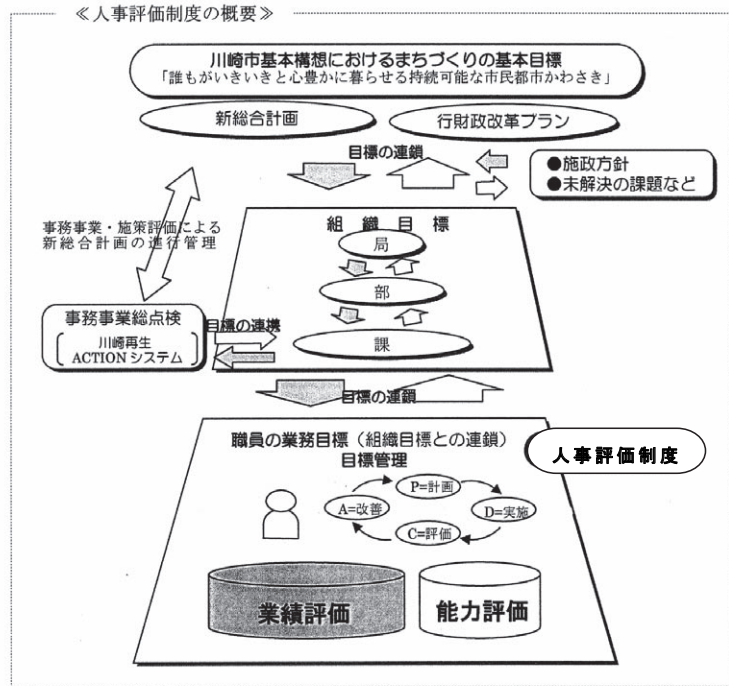 ≪人事評価制度の概要≫
川崎市基本構想におけるまちづくりの基本目標
「誰もがいきいきと心豊かに暮らせる持続可能な市民都市かわさき」
新総合計画
行財政改革プラン
目標の連鎖
●施政方針
●未解決の課題など
事務事業・施策評価による
新総合計画の進行管理
組織目標
局
部
課
事務事業総点検
川崎再生
ACTIONシステム
目標の連携
目標の連鎖
職員の業務目標（組織目標との連鎖）
目標管理
人事評価制度
P=計画
A=改善
D=実施
C=評価
業績評価
能力評価